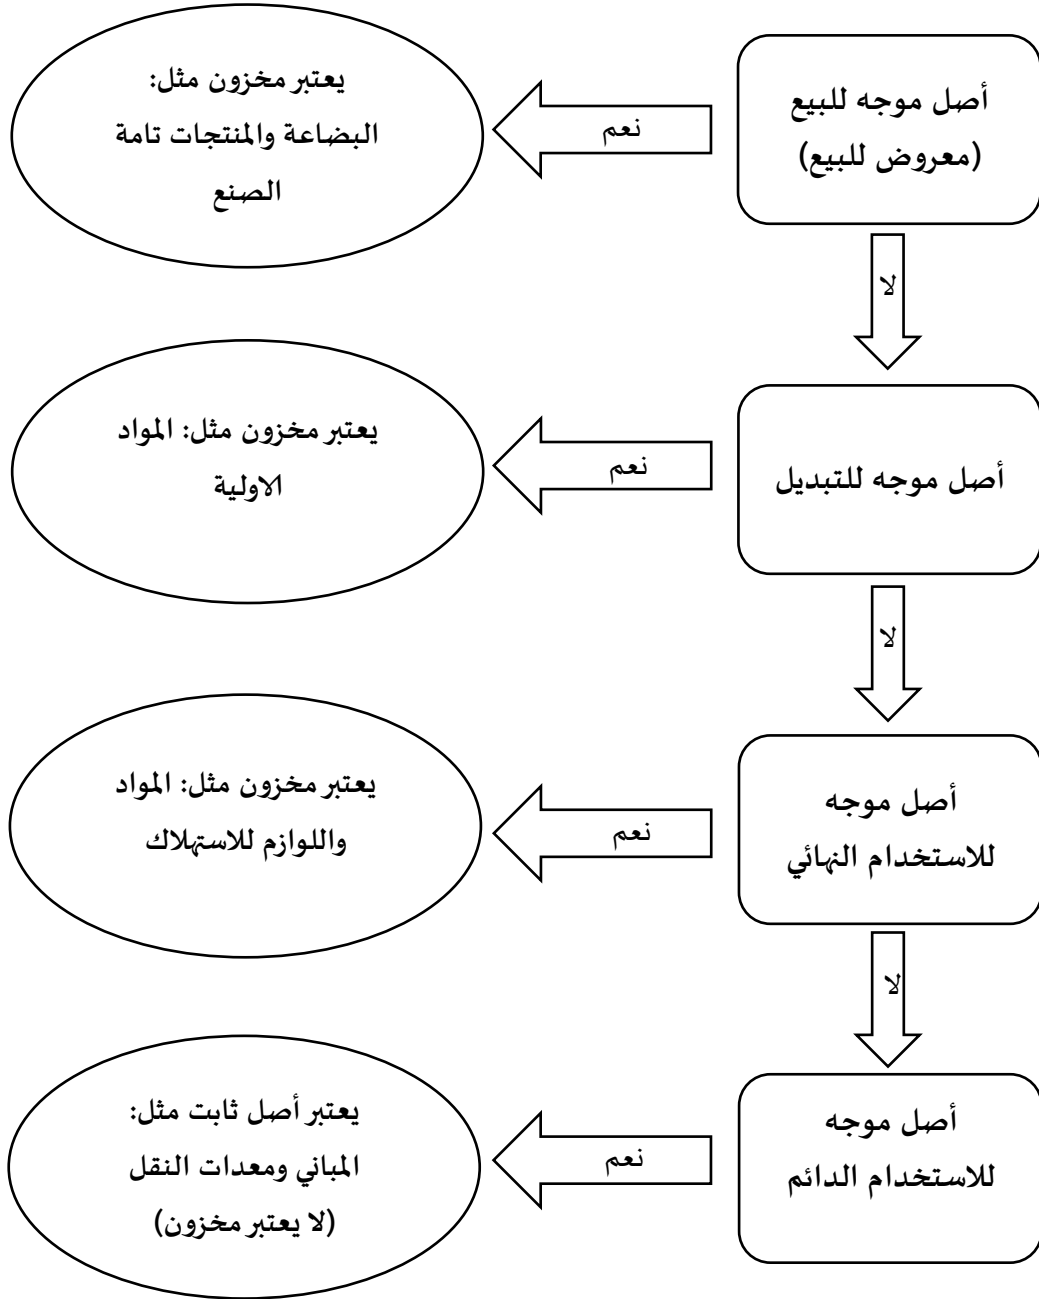 أصل موجه للبيع
(معروض للبيع)
نعم
يعتبر مخزون مثل:
البضاعة والمنتجات تامة
الصنع
لا
أصل موجه للتبديل
نعم
يعتبر مخزون مثل: المواد
الاولية
لا
أصل موجه
للاستخدام النهائي
نعم
يعتبر مخزون مثل: المواد
واللوازم للاستهلاك
لا
أصل موجه
للاستخدام الدائم
نعم
يعتبر أصل ثابت مثل:
المباني ومعدات النقل
(لا يعتبر مخزون)